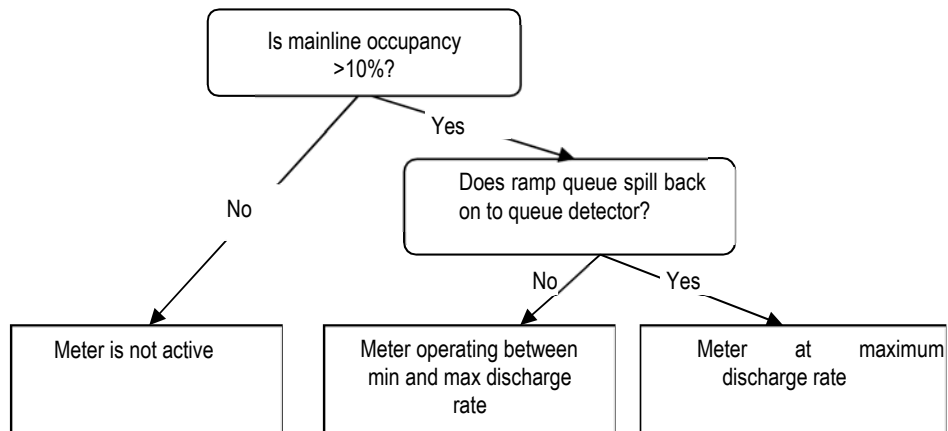 Is mainline occupancy
>10%?
Yes
Does ramp queue spill back
on to queue detector?
No
No
Yes
Meter is not active
Meter operating between
min and max discharge
rate
Meter at maximum
discharge rate